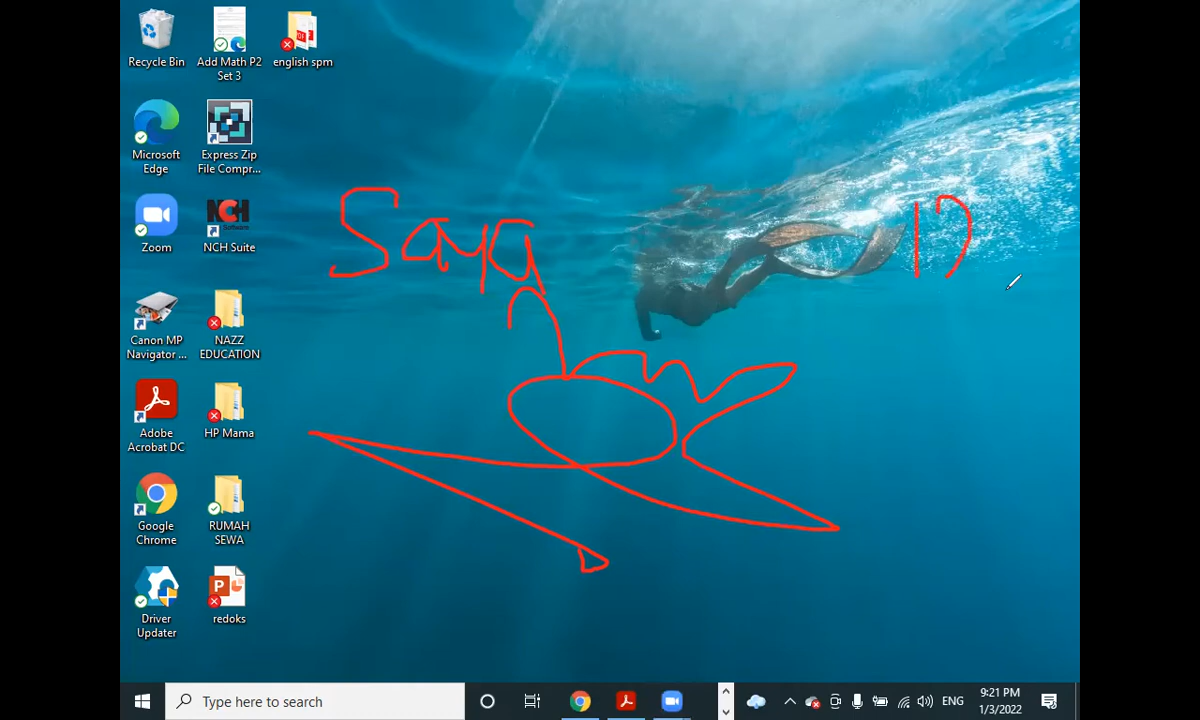 Recycle Bin
Add Math P2
Set 3
english spm
Microsoft
Edge
Express Zip
File Compr...
Zoom
NCH
Software
NCH Suite
Canon MP
Navigator ...
NAZZ
EDUCATION
Adobe
Acrobat DC
HP Mama
Google
Chrome
RUMAH
SEWA
Driver
Updater
redoks
Saya
Type here to search
ENG
9:21 PM
1/3/2022